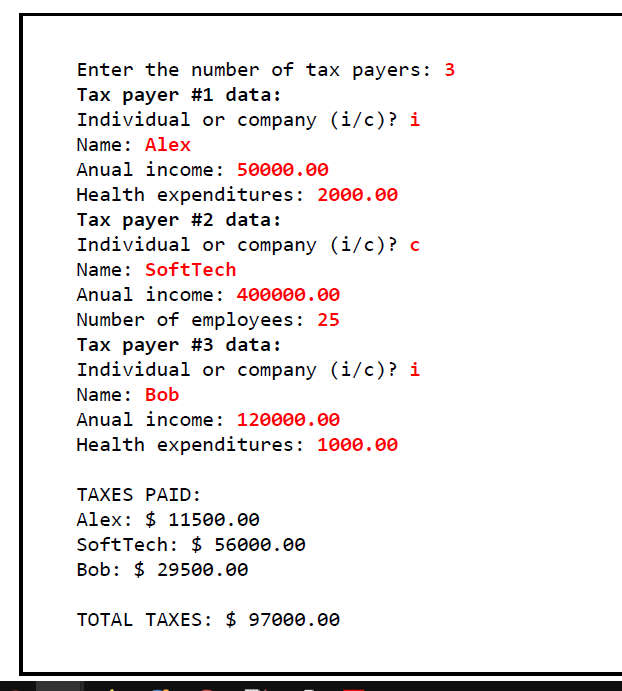 Enter the number of tax payers: 3
Tax payer #1 data:
Individual or company (i/c)? i
Name: Alex
Anual income: 50000.00
Health expenditures: 2000.00
Tax payer #2 data:
Individual or company (i/c)? c
Name: SoftTech
Anual income: 400000.00
Number of employees: 25
Tax payer #3 data:
Individual or company (i/c)? i
Name: Bob
Anual income: 120000.00
Health expenditures: 1000.00
TAXES PAID:
Alex: $ 11500.00
SoftTech: $ 56000.00
Bob: $ 29500.00
TOTAL TAXES: $ 97000.00